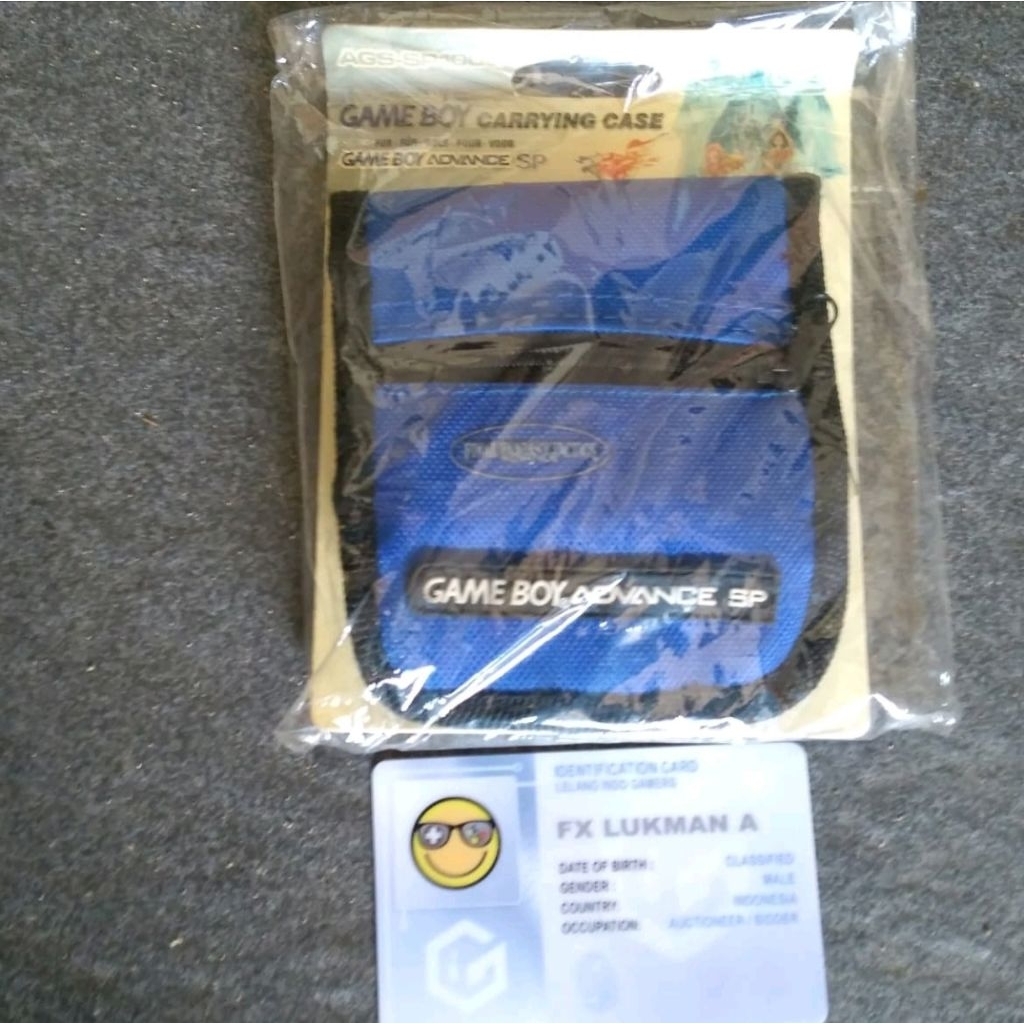 GAME BOY CARRYING CASE
GAME BOY ADVANCE SP
GAME BOY ADVANCE SP
IDENTIFICATION CARD
LELANG INDO GAMERS
FX LUKMAN A
DATE OF BIRTH : CLASSIFIED
GENDER MALE
COUNTRY: INDONESIA
OCCUPATION: AUCTIONEER / BIDDER